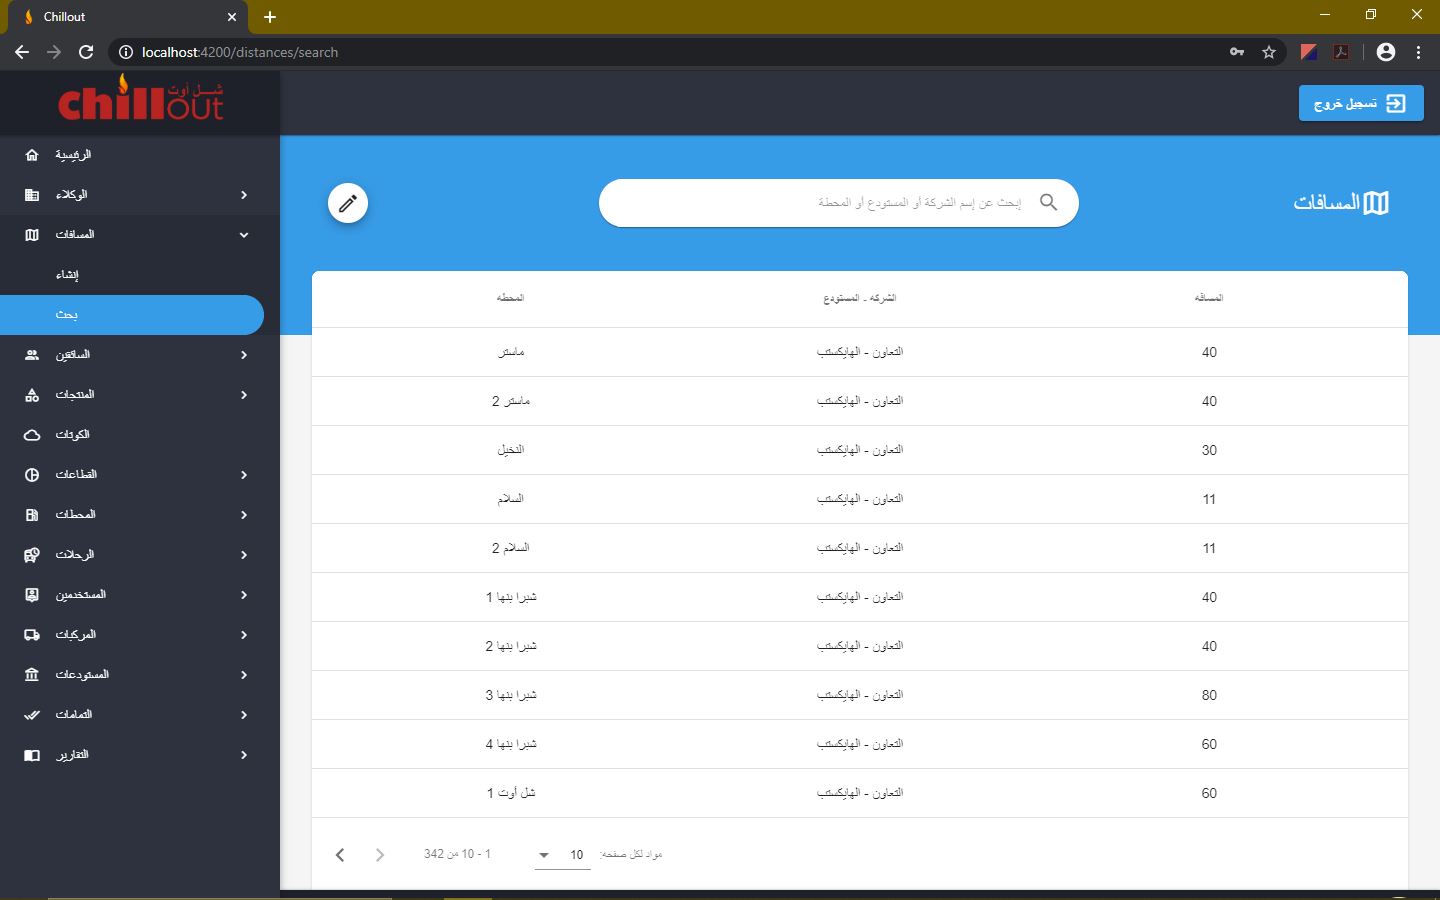 Chillout
localhost:4200/distances/search
chillout
شل أوت
تسجيل خروج
الرئيسية
الوكلاء
المسافات
إنشاء
بحث
السائقين
المنتجات
الكوتات
القطاعات
المحطات
الرحلات
المستخدمين
المركبات
المستودعات
التمامات
التقارير
المسافات
إبحث عن إسم الشركة أو المستودع أو المحطة
المسافه الشركه - المستودع المحطه
40 التعاون - الهايكستب ماستر
40 التعاون - الهايكستب ماستر 2
30 التعاون - الهايكستب النخيل
11 التعاون - الهايكستب السلام
11 التعاون - الهايكستب السلام 2
40 التعاون - الهايكستب شبرا بنها 1
40 التعاون - الهايكستب شبرا بنها 2
80 التعاون - الهايكستب شبرا بنها 3
60 التعاون - الهايكستب شبرا بنها 4
60 التعاون - الهايكستب شل أوت 1
مواد لكل صفحه: 10 1 - 10 من 342